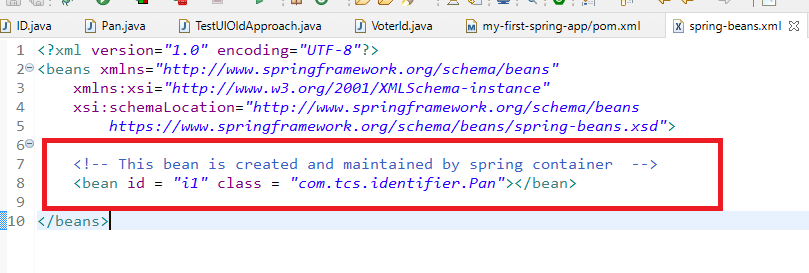 ID.java Pan.java TestUIOldApproach.java VoterId.java my-first-spring-app/pom.xml spring-beans.xml
1 <?xml version="1.0" encoding="UTF-8"?>
2 <beans xmlns="http://www.springframework.org/schema/beans"
3 xmlns:xsi="http://www.w3.org/2001/XMLSchema-instance"
4 xsi:schemaLocation="http://www.springframework.org/schema/beans
5 https://www.springframework.org/schema/beans/spring-beans.xsd">
6
7 <!-- This bean is created and maintained by spring container  -->
8 <bean id = "i1" class = "com.tcs.identifier.Pan"></bean>
9
10 </beans>